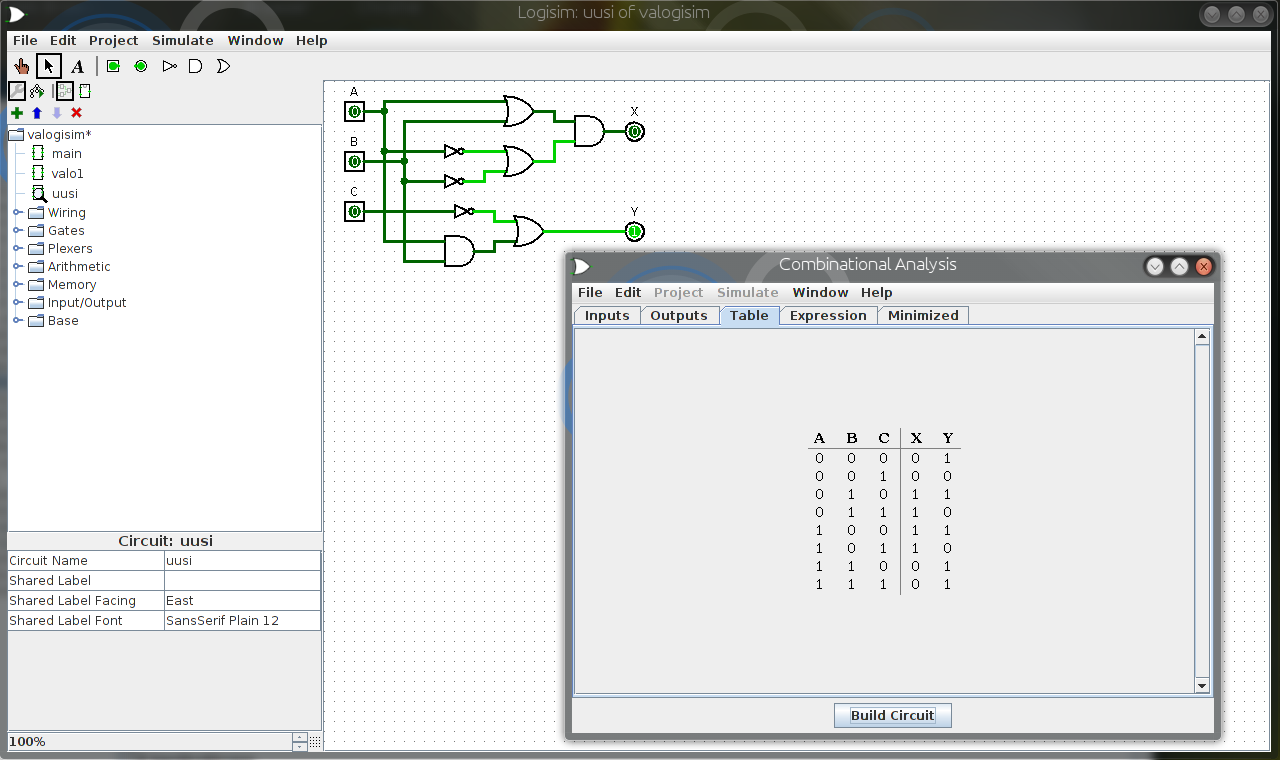 Logisim: uusi of valogisim
File Edit Project Simulate Window Help
A
valogisim*
main
valo1
uusi
Wiring
Gates
Plexers
Arithmetic
Memory
Input/Output
Base
Circuit: uusi
Circuit Name uusi
Shared Label
Shared Label Facing East
Shared Label Font SansSerif Plain 12
100%
A
0
B
0
C
0
X
0
Y
1
Combinational Analysis
File Edit Project Simulate Window Help
Inputs Outputs Table Expression Minimized
A B C X Y
0 0 0 0 1
0 0 1 0 0
0 1 0 1 1
0 1 1 1 0
1 0 0 1 1
1 0 1 1 0
1 1 0 0 1
1 1 1 0 1
Build Circuit